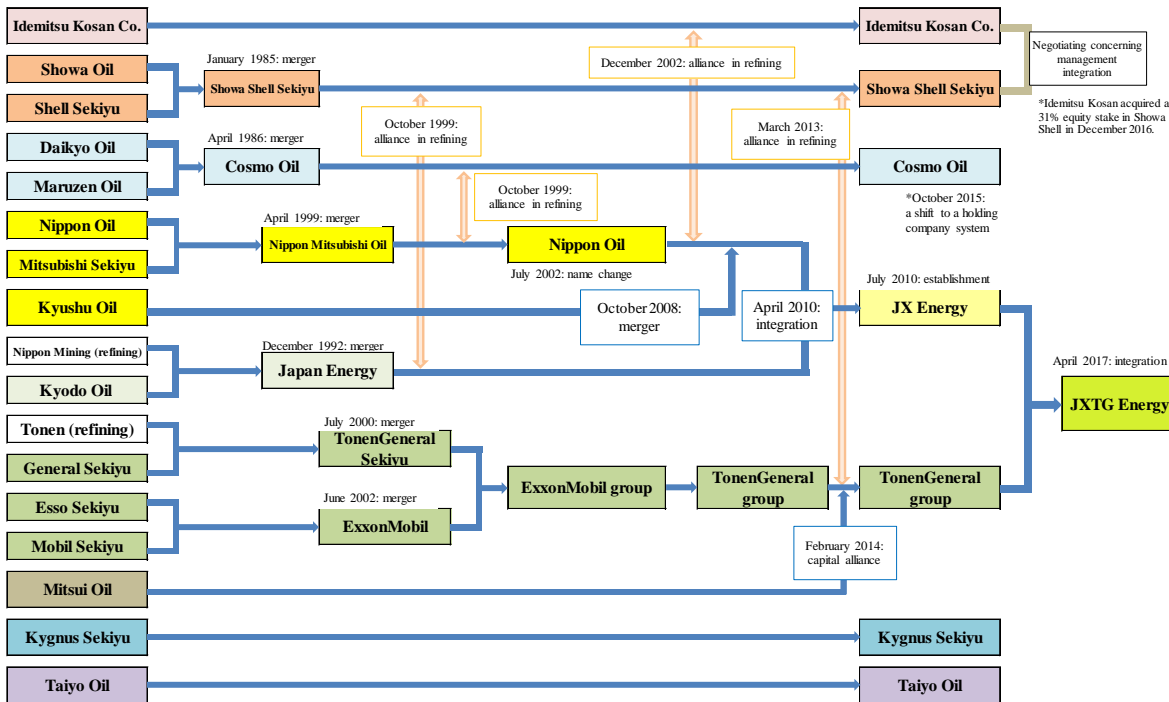 Idemitsu Kosan Co.
Idemitsu Kosan Co.
Negotiating concerning
management
integration
December 2002: alliance in refining
Showa Oil
Shell Sekiyu
January 1985: merger
Showa Shell Sekiyu
Showa Shell Sekiyu
*Idemitsu Kosan acquired a
31% equity stake in Showa
Shell in December 2016.
October 1999:
alliance in refining
March 2013:
alliance in refining
Daikyo Oil
Maruzen Oil
April 1986: merger
Cosmo Oil
Cosmo Oil
*October 2015:
a shift to a holding
company system
October 1999:
alliance in refining
Nippon Oil
Mitsubishi Sekiyu
April 1999: merger
Nippon Mitsubishi Oil
Nippon Oil
July 2002: name change
Kyushu Oil
October 2008:
merger
April 2010:
integration
July 2010: establishment
JX Energy
Nippon Mining (refining)
Kyodo Oil
December 1992: merger
Japan Energy
April 2017: integration
JXTG Energy
Tonen (refining)
General Sekiyu
July 2000: merger
TonenGeneral
Sekiyu
Esso Sekiyu
Mobil Sekiyu
June 2002: merger
ExxonMobil
ExxonMobil group
TonenGeneral
group
TonenGeneral
group
February 2014:
capital alliance
Mitsui Oil
Kygnus Sekiyu
Kygnus Sekiyu
Taiyo Oil
Taiyo Oil